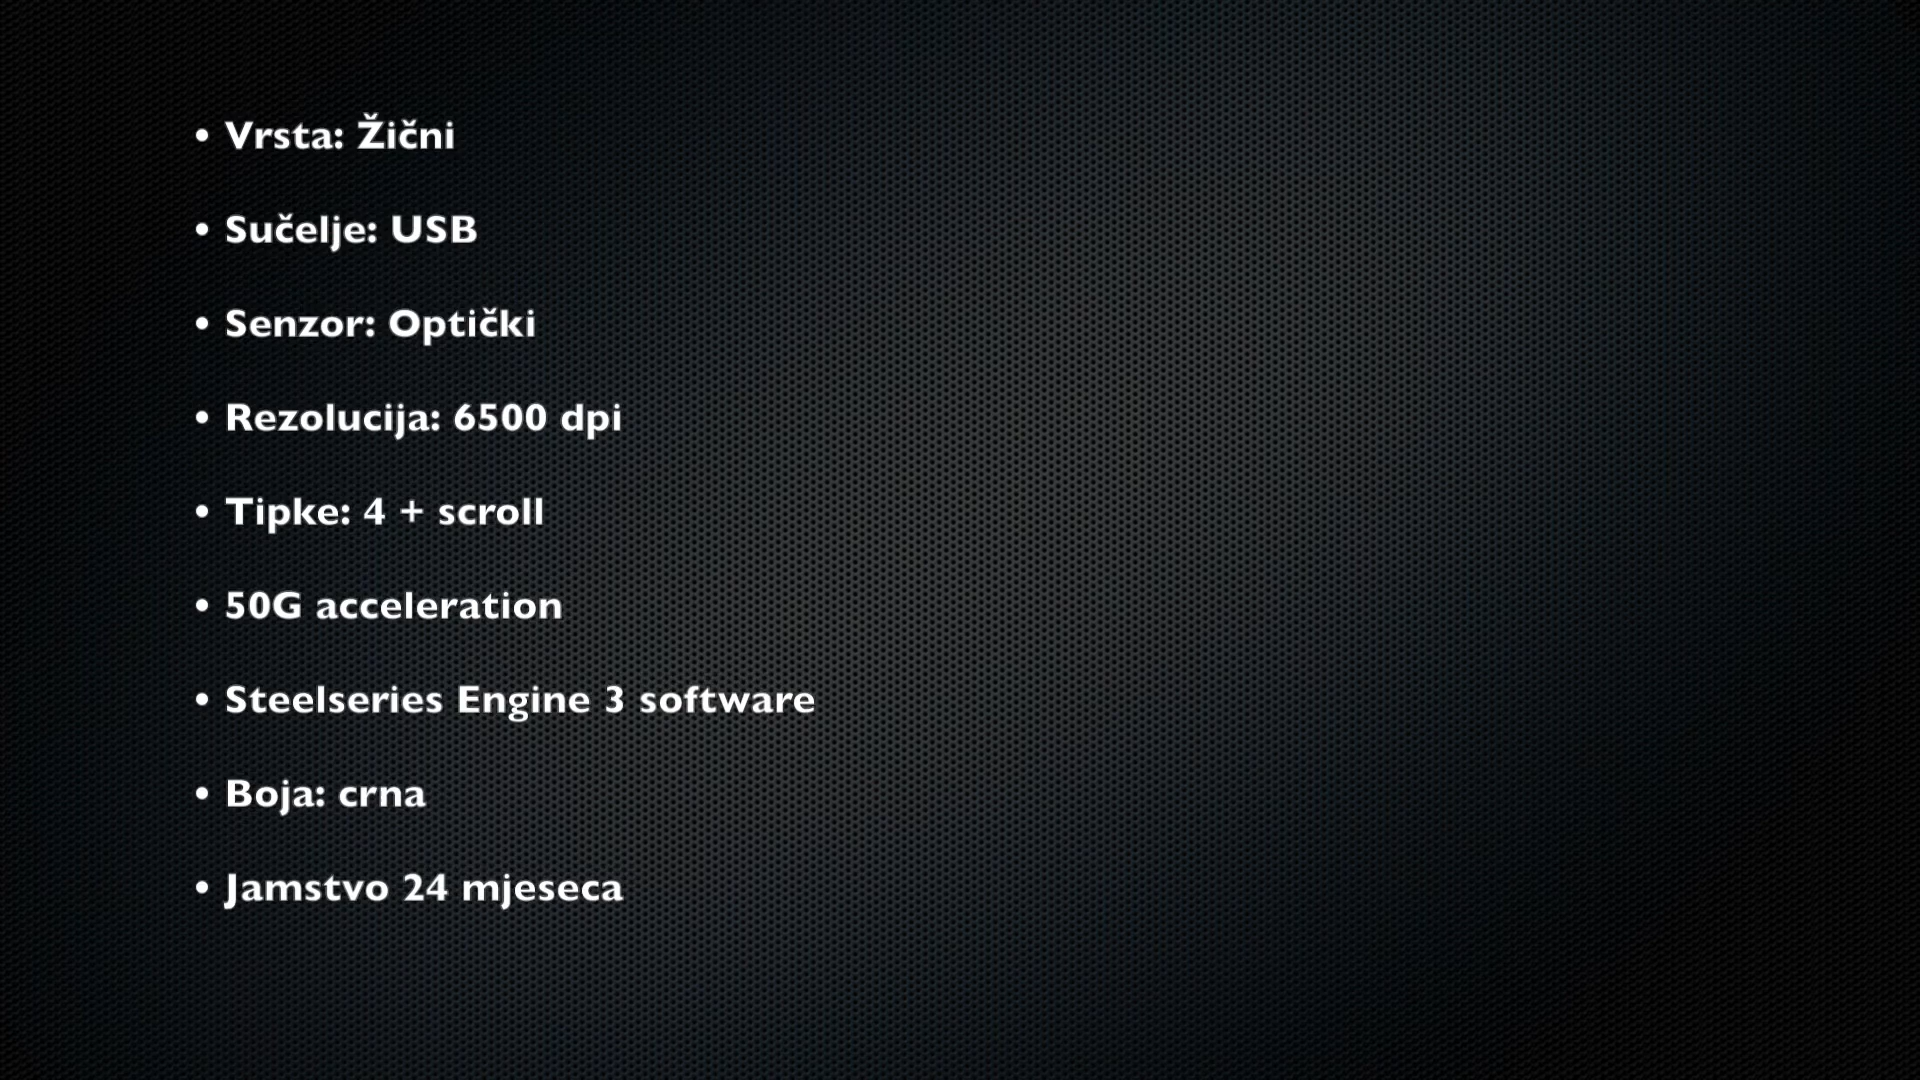 • Vrsta: Žični
• Sučelje: USB
• Senzor: Optički
• Rezolucija: 6500 dpi
• Tipke: 4 + scroll
• 50G acceleration
• Steelseries Engine 3 software
• Boja: crna
• Jamstvo 24 mjeseca